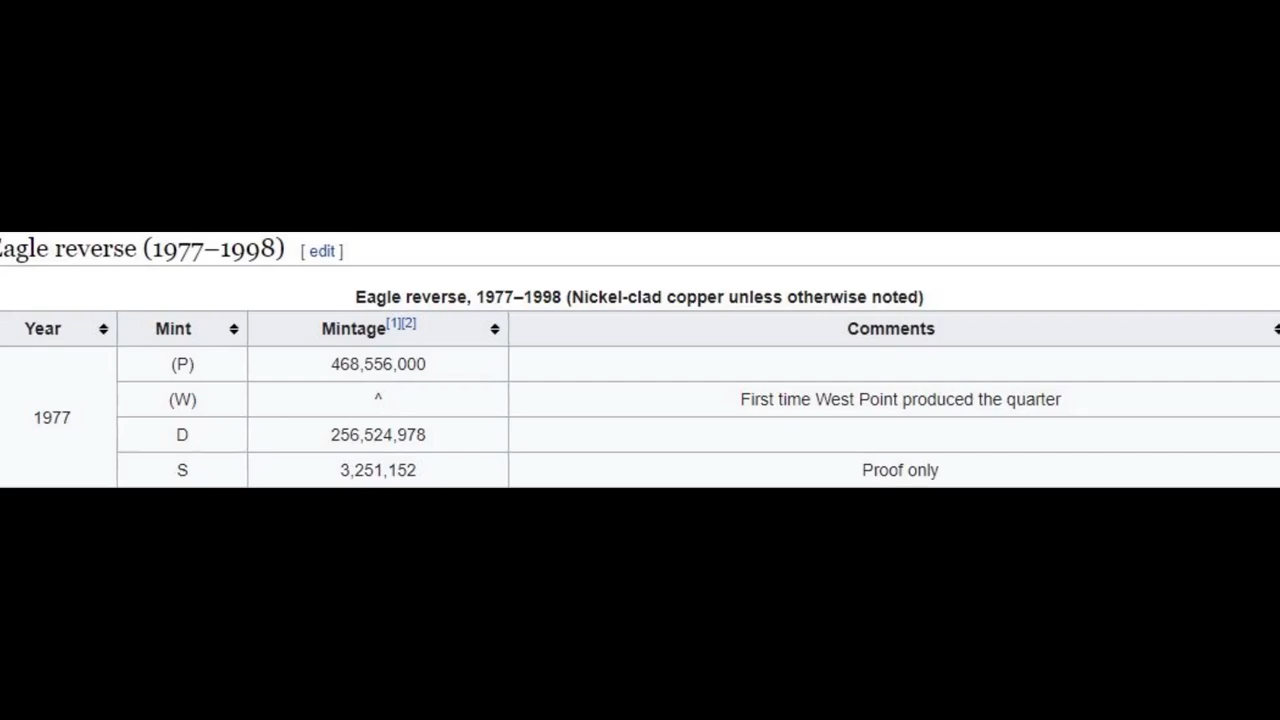 Eagle reverse (1977–1998) [ edit ]
Eagle reverse, 1977–1998 (Nickel-clad copper unless otherwise noted)
Year Mint Mintage[1][2] Comments
1977
(P) 468,556,000
(W) ^ First time West Point produced the quarter
D 256,524,978
S 3,251,152 Proof only